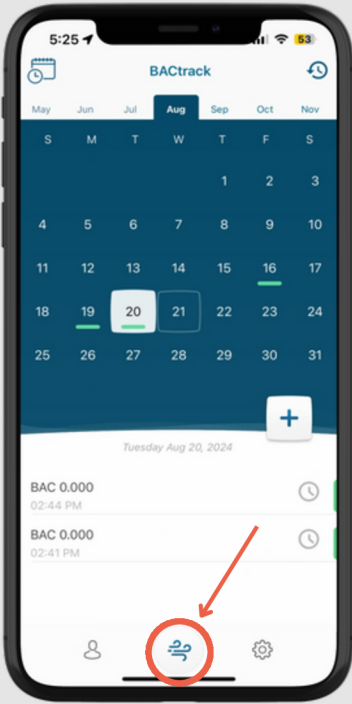 5:25 53
BACtrack
May Jun Jul Aug Sep Oct Nov
S M T W T F S
1 2 3
4 5 6 7 8 9 10
11 12 13 14 15 16 17
18 19 20 21 22 23 24
25 26 27 28 29 30 31
+
Tuesday Aug 20, 2024
BAC 0.000
02:44 PM
BAC 0.000
02:41 PM